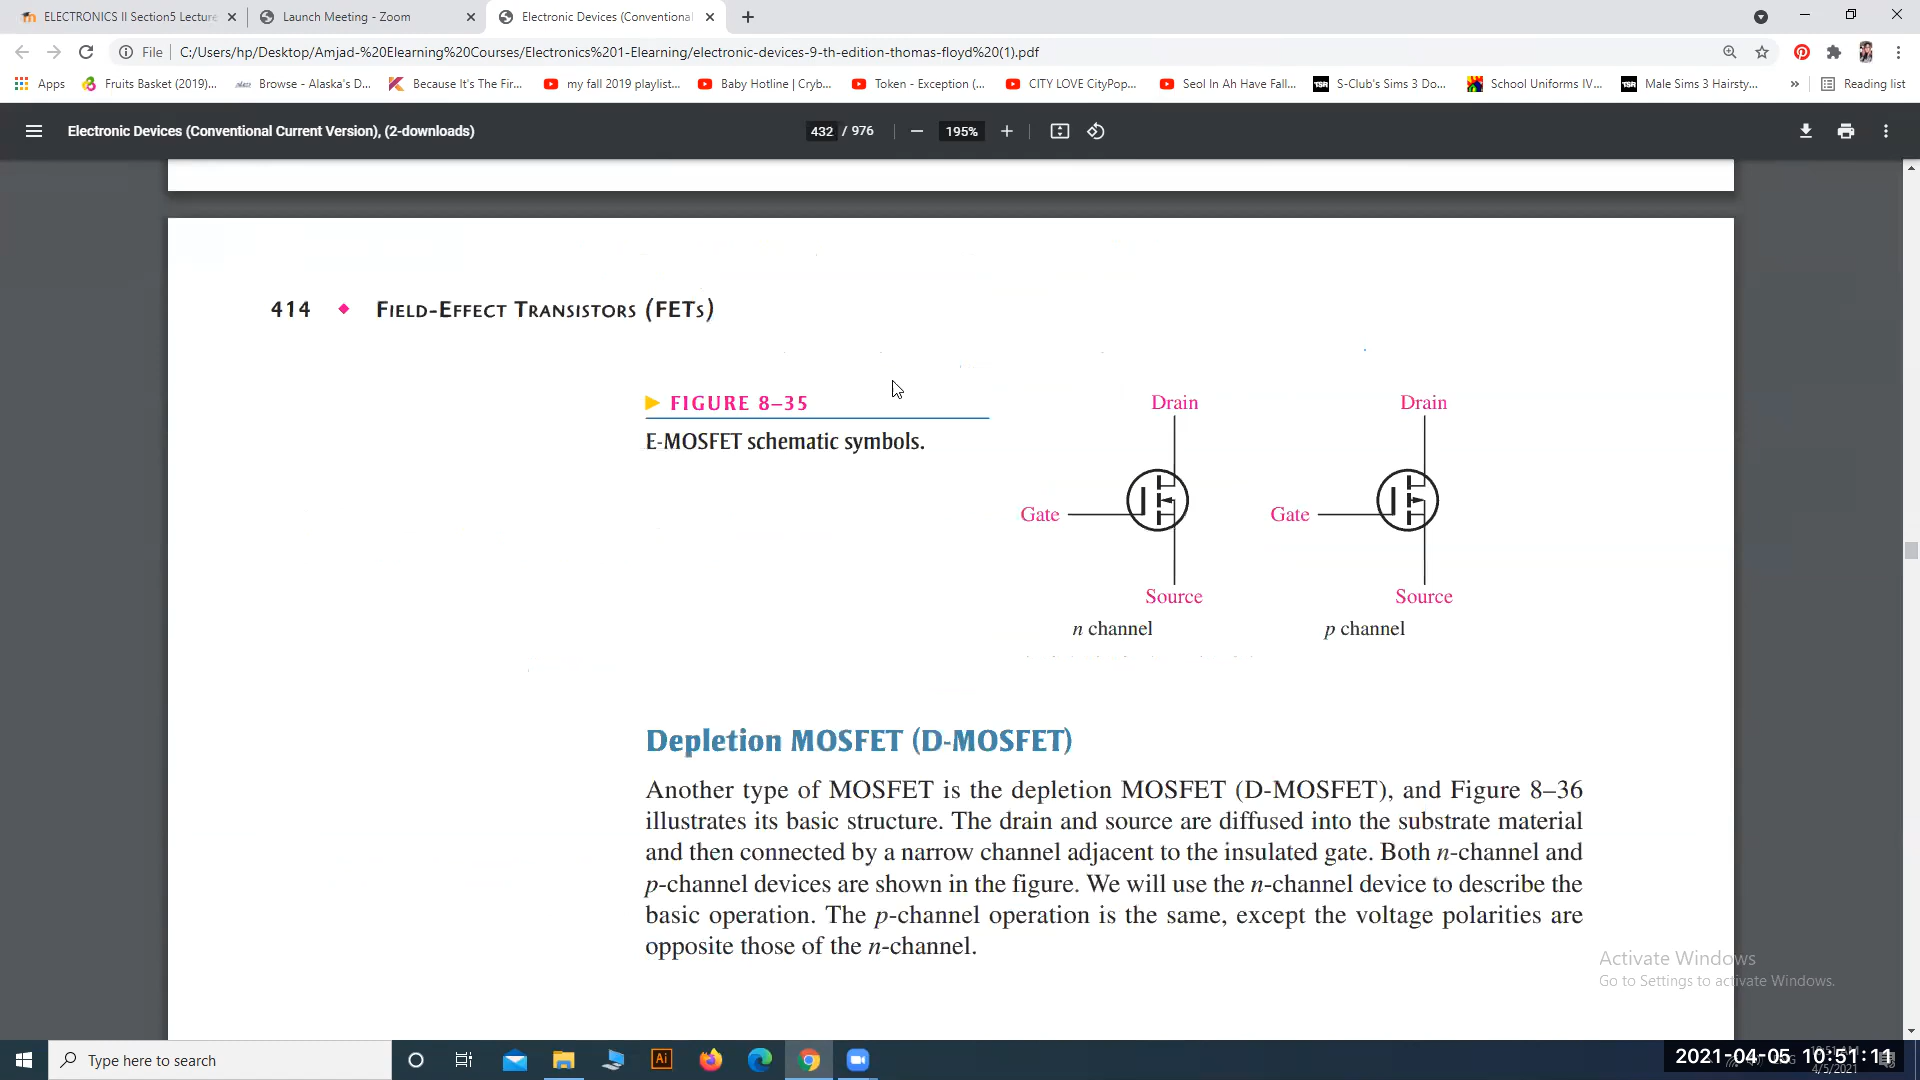 ELECTRONICS II Section5 Lecture
Launch Meeting - Zoom
Electronic Devices (Conventional
File
C:/Users/hp/Desktop/Amjad-%20Elearning%20Courses/Electronics%201-Elearning/electronic-devices-9-th-edition-thomas-floyd%20(1).pdf
Apps
Fruits Basket (2019)...
Browse - Alaska's D...
Because It's The Fir...
my fall 2019 playlist...
Baby Hotline | Cryb...
Token - Exception (...
CITY LOVE CityPop...
Seol In Ah Have Fall...
S-Club's Sims 3 Do...
School Uniforms IV...
Male Sims 3 Hairsty...
»
Reading list
Electronic Devices (Conventional Current Version), (2-downloads)
432 / 976
195%
414 ◆ FIELD-EFFECT TRANSISTORS (FETS)
FIGURE 8–35
E-MOSFET schematic symbols.
Drain
Drain
Gate
Gate
Source
Source
n channel
p channel
Depletion MOSFET (D-MOSFET)
Another type of MOSFET is the depletion MOSFET (D-MOSFET), and Figure 8–36
illustrates its basic structure. The drain and source are diffused into the substrate material
and then connected by a narrow channel adjacent to the insulated gate. Both n-channel and
p-channel devices are shown in the figure. We will use the n-channel device to describe the
basic operation. The p-channel operation is the same, except the voltage polarities are
opposite those of the n-channel.
Activate Windows
Go to Settings to activate Windows.
Type here to search
Ai
2021-04-05 10:51:11
4/5/2021